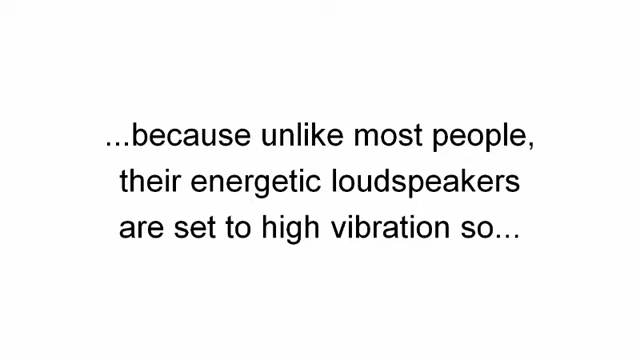 ...because unlike most people,
their energetic loudspeakers
are set to high vibration so...